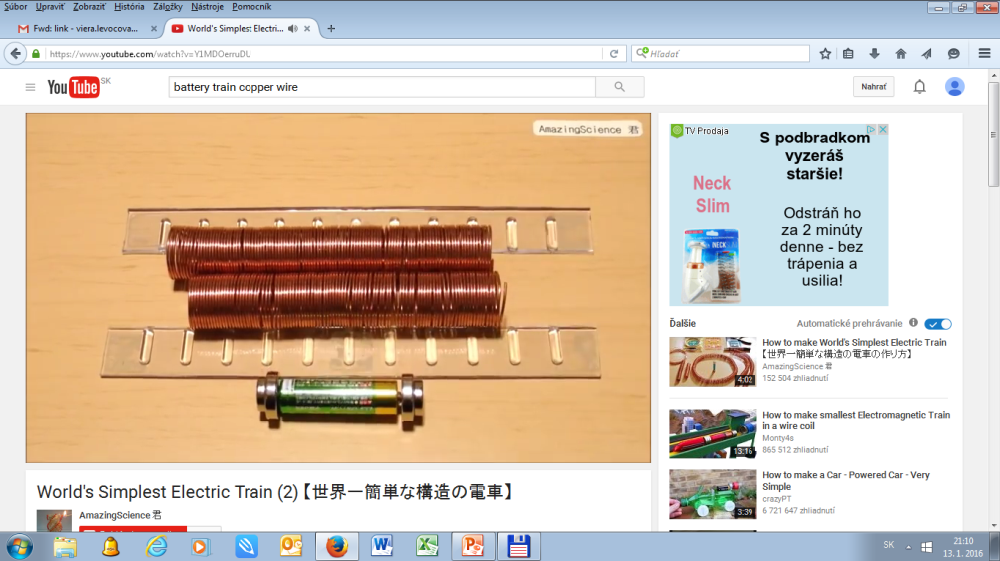 Súbor Upraviť Zobraziť História Záložky Nástroje Pomocník
Fwd: link - viera.levocova...
World's Simplest Electri...
https://www.youtube.com/watch?v=Y1MDOerruDU
Hľadať
YouTube SK
battery train copper wire
Nahrať
AmazingScience 君
TV Prodaja
S podbradkom
vyzeráš
staršie!
Neck
Slim
Odstráň ho
za 2 minúty
denne - bez
trápenia a
usilia!
NECK
Ďalšie
Automatické prehrávanie
How to make World's Simplest Electric Train
【世界一簡単な構造の電車の作り方】
AmazingScience 君
152 504 zhliadnutí
4:02
How to make smallest Electromagnetic Train
in a wire coil
Monty4s
865 512 zhliadnutí
13:16
How to make a Car - Powered Car - Very
Simple
crazyPT
6 721 647 zhliadnutí
3:39
World's Simplest Electric Train (2) 【世界一簡単な構造の電車】
AmazingScience 君
SK
21:10
13. 1. 2016